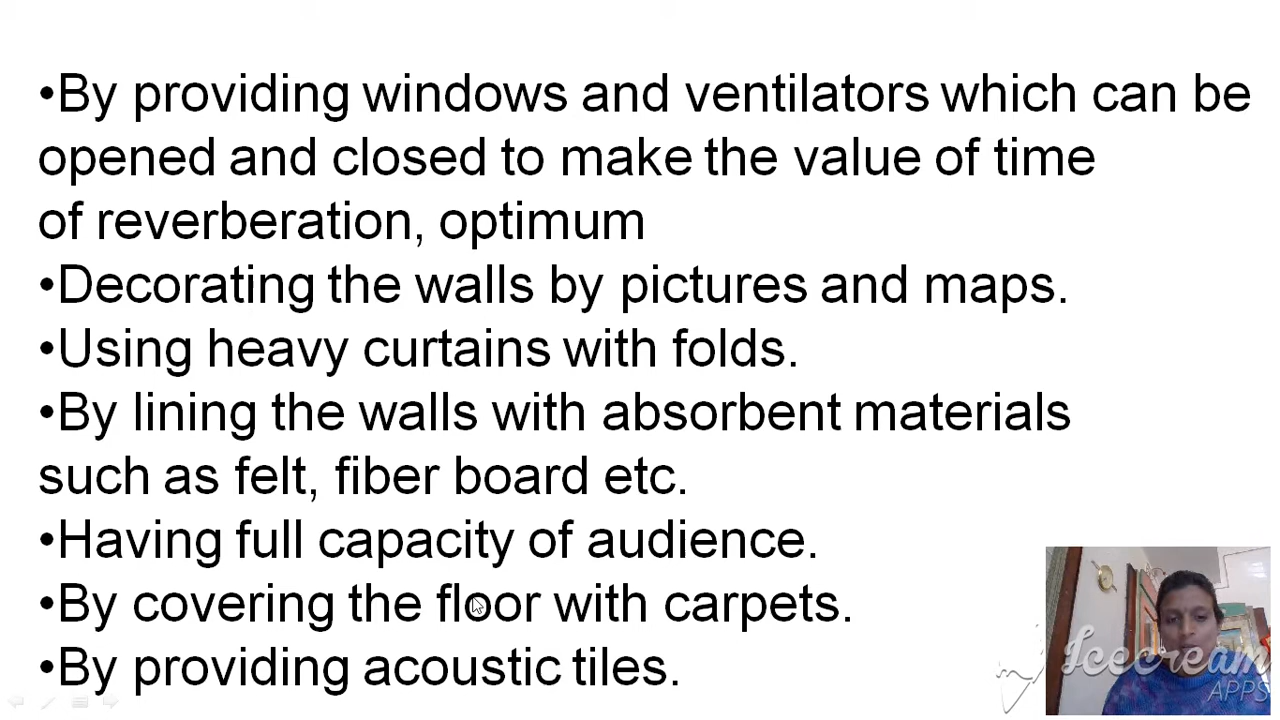 •By providing windows and ventilators which can be
opened and closed to make the value of time
of reverberation, optimum
•Decorating the walls by pictures and maps.
•Using heavy curtains with folds.
•By lining the walls with absorbent materials
such as felt, fiber board etc.
•Having full capacity of audience.
•By covering the floor with carpets.
•By providing acoustic tiles.
Icecream
APPS